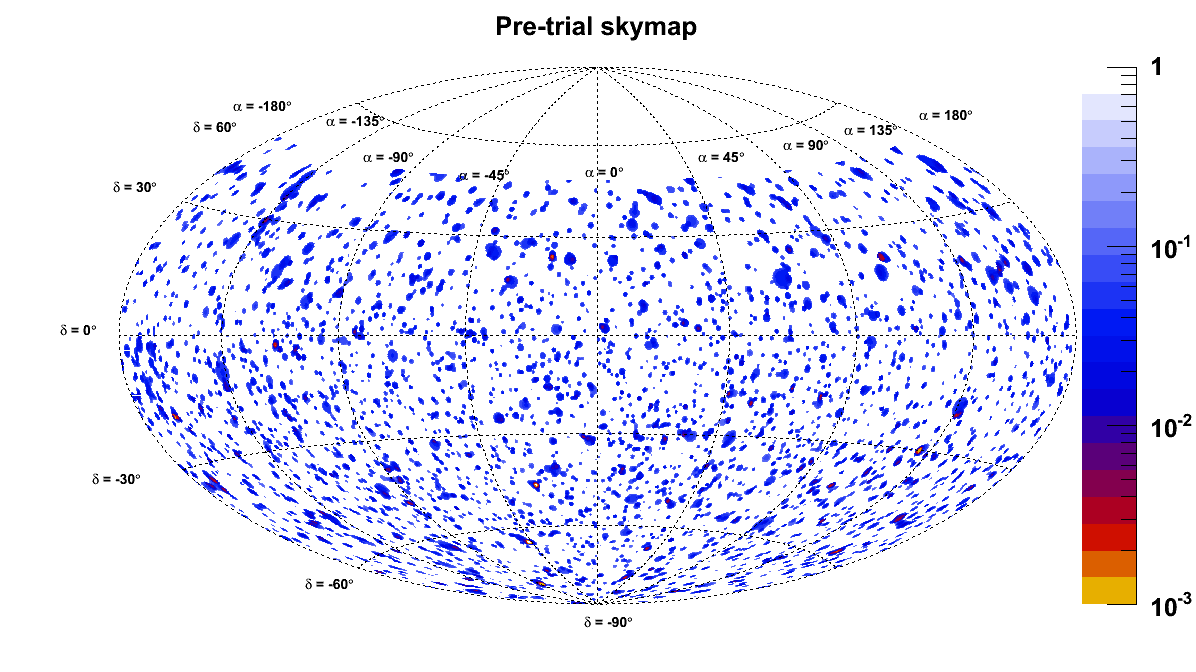 Pre-trial skymap
1
α = -180°
α = 180°
δ = 60°
α = -135°
α = 135°
α = 90°
α = -90°
α = 45°
α = -45°
α = 0°
δ = 30°
10⁻¹
δ = 0°
10⁻²
δ = -30°
δ = -60°
10⁻³
δ = -90°